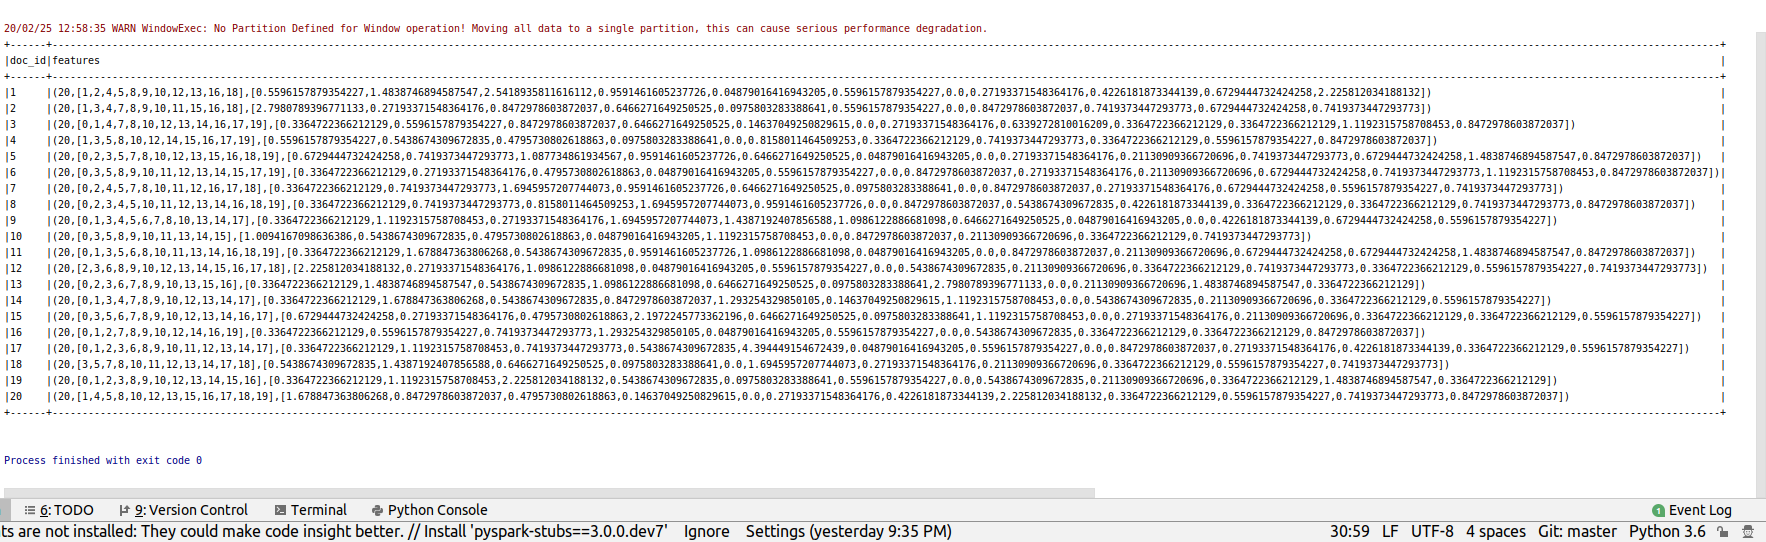 20/02/25 12:58:35 WARN WindowExec: No Partition Defined for Window operation! Moving all data to a single partition, this can cause serious performance degradation.
|doc_id|features |
|1 |(20,[1,2,4,5,8,9,10,12,13,16,18],[0.5596157879354227,1.4838746894587547,2.5418935811616112,0.9591461605237726,0.04879016416943205,0.5596157879354227,0.0,0.27193371548364176,0.4226181873344139,0.6729444732424258,2.225812034188132]) |
|2 |(20,[1,3,4,7,8,9,10,11,15,16,18],[2.7980789396771133,0.27193371548364176,0.8472978603872037,0.6466271649250525,0.0975803283388641,0.5596157879354227,0.0,0.8472978603872037,0.7419373447293773,0.6729444732424258,0.7419373447293773]) |
|3 |(20,[0,1,4,7,8,10,12,13,14,16,17,19],[0.3364722366212129,0.5596157879354227,0.8472978603872037,0.6466271649250525,0.14637049250829615,0.0,0.27193371548364176,0.6339272810016209,0.3364722366212129,0.3364722366212129,1.1192315758708453,0.8472978603872037]) |
|4 |(20,[1,3,5,8,10,12,14,15,16,17,19],[0.5596157879354227,0.5438674309672835,0.4795730802618863,0.0975803283388641,0.0,0.8158011464509253,0.3364722366212129,0.7419373447293773,0.3364722366212129,0.5596157879354227,0.8472978603872037]) |
|5 |(20,[0,2,3,5,7,8,10,12,13,15,16,18,19],[0.6729444732424258,0.7419373447293773,1.087734861934567,0.9591461605237726,0.6466271649250525,0.04879016416943205,0.0,0.27193371548364176,0.21130909366720696,0.7419373447293773,0.6729444732424258,1.4838746894587547,0.8472978603872037]) |
|6 |(20,[0,3,5,8,9,10,11,12,13,14,15,17,19],[0.3364722366212129,0.27193371548364176,0.4795730802618863,0.04879016416943205,0.5596157879354227,0.0,0.8472978603872037,0.27193371548364176,0.21130909366720696,0.6729444732424258,0.7419373447293773,1.1192315758708453,0.8472978603872037])|
|7 |(20,[0,2,4,5,7,8,10,11,12,16,17,18],[0.3364722366212129,0.7419373447293773,1.6945957207744073,0.9591461605237726,0.6466271649250525,0.0975803283388641,0.0,0.8472978603872037,0.27193371548364176,0.6729444732424258,0.5596157879354227,0.7419373447293773]) |
|8 |(20,[0,2,3,4,5,10,11,12,13,14,16,18,19],[0.3364722366212129,0.7419373447293773,0.8158011464509253,1.6945957207744073,0.9591461605237726,0.0,0.8472978603872037,0.5438674309672835,0.4226181873344139,0.3364722366212129,0.3364722366212129,0.7419373447293773,0.8472978603872037]) |
|9 |(20,[0,1,3,4,5,6,7,8,9,10,13,14,17],[0.3364722366212129,1.1192315758708453,0.27193371548364176,1.6945957207744073,1.4387192407856588,1.0986122886681098,0.6466271649250525,0.04879016416943205,0.0,0.4226181873344139,0.6729444732424258,0.5596157879354227]) |
|10 |(20,[0,3,5,8,9,10,11,13,14,15],[1.0094167098636386,0.5438674309672835,0.4795730802618863,0.04879016416943205,1.1192315758708453,0.0,0.8472978603872037,0.21130909366720696,0.3364722366212129,0.7419373447293773]) |
|11 |(20,[0,1,3,5,6,8,10,11,13,14,16,18,19],[0.3364722366212129,1.678847363806268,0.5438674309672835,0.9591461605237726,1.0986122886681098,0.04879016416943205,0.0,0.8472978603872037,0.21130909366720696,0.6729444732424258,0.6729444732424258,1.4838746894587547,0.8472978603872037]) |
|12 |(20,[2,3,6,8,9,10,12,13,14,15,16,17,18],[2.225812034188132,0.27193371548364176,1.0986122886681098,0.04879016416943205,0.5596157879354227,0.0,0.5438674309672835,0.21130909366720696,0.3364722366212129,0.7419373447293773,0.3364722366212129,0.5596157879354227,0.7419373447293773]) |
|13 |(20,[0,2,3,6,7,8,9,10,13,15,16],[0.3364722366212129,1.4838746894587547,0.5438674309672835,1.0986122886681098,0.6466271649250525,0.0975803283388641,2.7980789396771133,0.0,0.21130909366720696,1.4838746894587547,0.3364722366212129]) |
|14 |(20,[0,1,3,4,7,8,9,10,12,13,14,17],[0.3364722366212129,1.678847363806268,0.5438674309672835,0.8472978603872037,1.293254329850105,0.14637049250829615,1.1192315758708453,0.0,0.5438674309672835,0.21130909366720696,0.3364722366212129,0.5596157879354227]) |
|15 |(20,[0,3,5,6,7,8,9,10,12,13,14,16,17],[0.6729444732424258,0.27193371548364176,0.4795730802618863,2.1972245773362196,0.6466271649250525,0.0975803283388641,1.1192315758708453,0.0,0.27193371548364176,0.21130909366720696,0.3364722366212129,0.3364722366212129,0.5596157879354227]) |
|16 |(20,[0,1,2,7,8,9,10,12,14,16,19],[0.3364722366212129,0.5596157879354227,0.7419373447293773,1.293254329850105,0.04879016416943205,0.5596157879354227,0.0,0.5438674309672835,0.3364722366212129,0.3364722366212129,0.8472978603872037]) |
|17 |(20,[0,1,2,3,6,8,9,10,11,12,13,14,17],[0.3364722366212129,1.1192315758708453,0.7419373447293773,0.5438674309672835,4.394449154672439,0.04879016416943205,0.5596157879354227,0.0,0.8472978603872037,0.27193371548364176,0.4226181873344139,0.3364722366212129,0.5596157879354227]) |
|18 |(20,[3,5,7,8,10,11,12,13,14,17,18],[0.5438674309672835,1.4387192407856588,0.6466271649250525,0.0975803283388641,0.0,1.6945957207744073,0.27193371548364176,0.21130909366720696,0.3364722366212129,0.5596157879354227,0.7419373447293773]) |
|19 |(20,[0,1,2,3,8,9,10,12,13,14,15,16],[0.3364722366212129,1.1192315758708453,2.225812034188132,0.5438674309672835,0.0975803283388641,0.5596157879354227,0.0,0.5438674309672835,0.21130909366720696,0.3364722366212129,1.4838746894587547,0.3364722366212129]) |
|20 |(20,[1,4,5,8,10,12,13,15,16,17,18,19],[1.678847363806268,0.8472978603872037,0.4795730802618863,0.14637049250829615,0.0,0.27193371548364176,0.4226181873344139,2.225812034188132,0.3364722366212129,0.5596157879354227,0.7419373447293773,0.8472978603872037]) |
Process finished with exit code 0
6: TODO 9: Version Control Terminal Python Console 1 Event Log
ts are not installed: They could make code insight better. // Install 'pyspark-stubs==3.0.0.dev7' Ignore Settings (yesterday 9:35 PM) 30:59 LF UTF-8 4 spaces Git: master Python 3.6